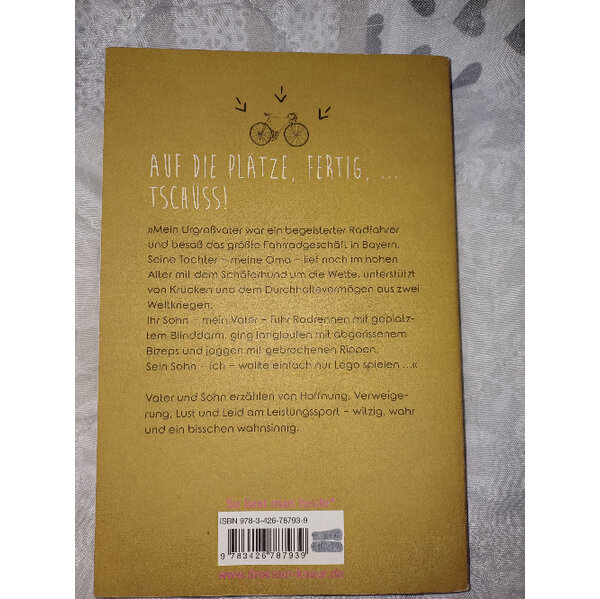 AUF DIE PLÄTZE, FERTIG, ...
TSCHÜSS!
»Mein Urgroßvater war ein begeisterter Radfahrer
und besaß das größte Fahrradgeschäft in Bayern.
Seine Tochter – meine Oma – lief noch im hohen
Alter mit dem Schäferhund um die Wette, unterstützt
von Krücken und dem Durchhaltevermögen aus zwei
Weltkriegen.
Ihr Sohn – mein Vater – fuhr Radrennen mit geplatz-
tem Blinddarm, ging langlaufen mit abgerissenem
Bizeps und joggen mit gebrochenen Rippen.
Sein Sohn – ich – wollte einfach nur Lego spielen ...«
Vater und Sohn erzählen von Hoffnung, Verweige-
rung, Lust und Leid am Leistungssport – witzig, wahr
und ein bisschen wahnsinnig.
ISBN 978-3-426-78793-9
9 783426 787939